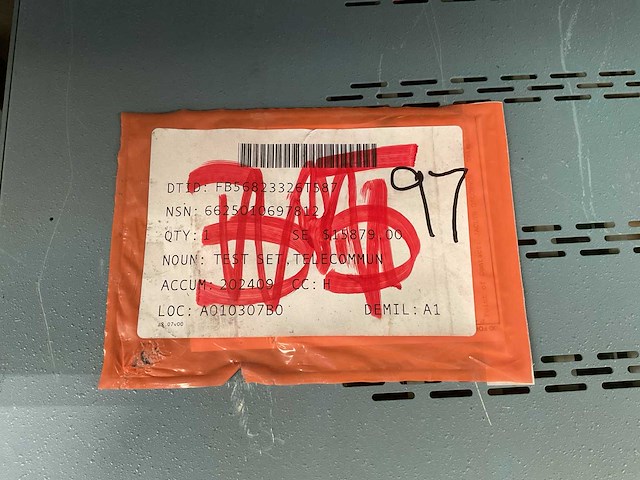 DTID: FB56823326T587
NSN: 6625010697812
QTY: 1 SE $15879.00
NOUN: TEST SET,TELECOMMUN
ACCUM: 202409 CC: H
LOC: A010307B0 DEMIL: A1
97